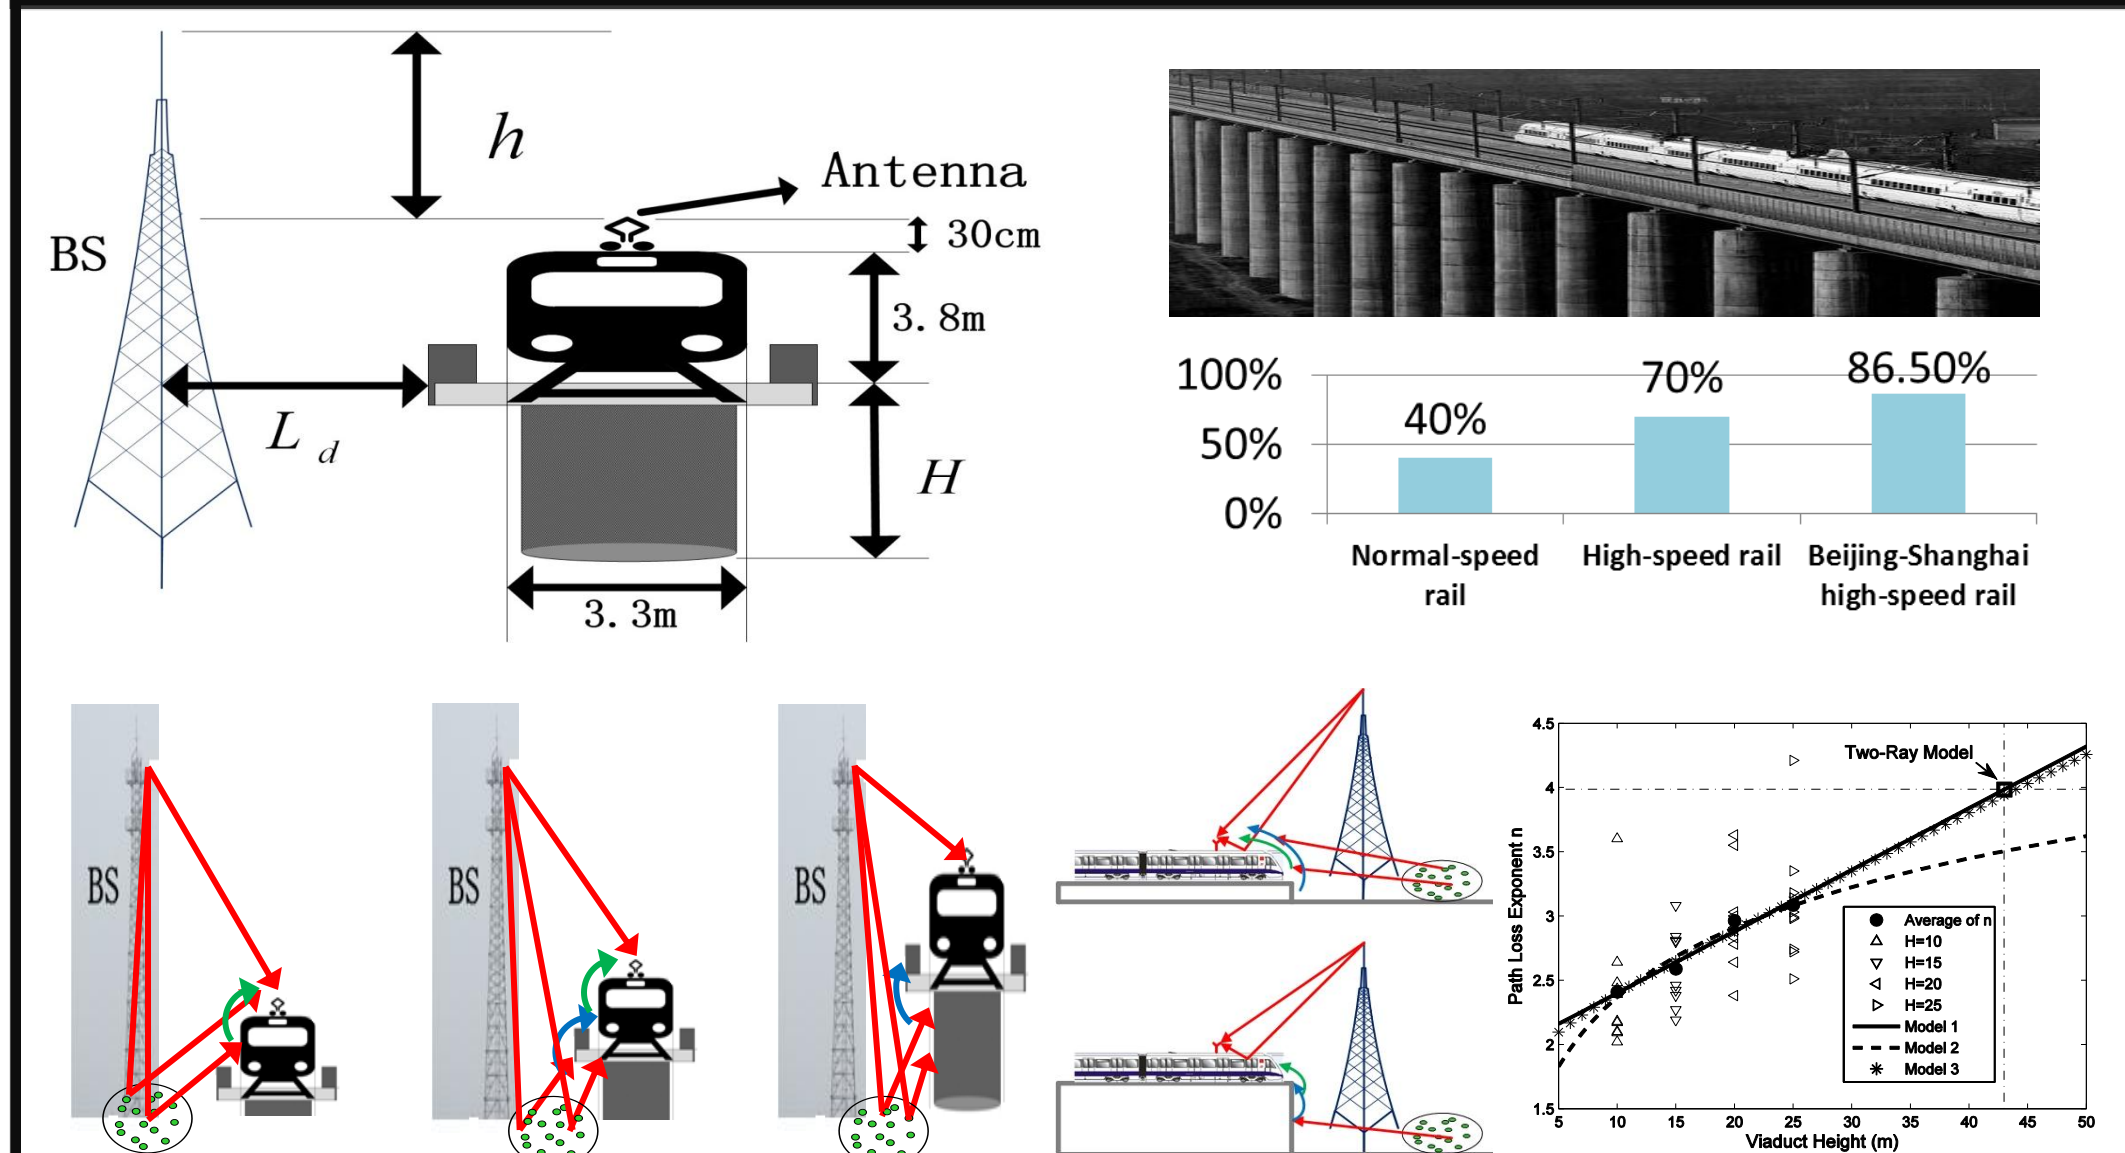 h
Antenna
BS
30cm
3.8m
L d
H
3.3m
100%
50%
0%
40%
70%
86.50%
Normal-speed
rail
High-speed rail
Beijing-Shanghai
high-speed rail
BS
BS
BS
4.5
4
3.5
3
2.5
2
1.5
Path Loss Exponent n
Two-Ray Model
Average of n
H=10
H=15
H=20
H=25
Model 1
Model 2
Model 3
5 10 15 20 25 30 35 40 45 50
Viaduct Height (m)